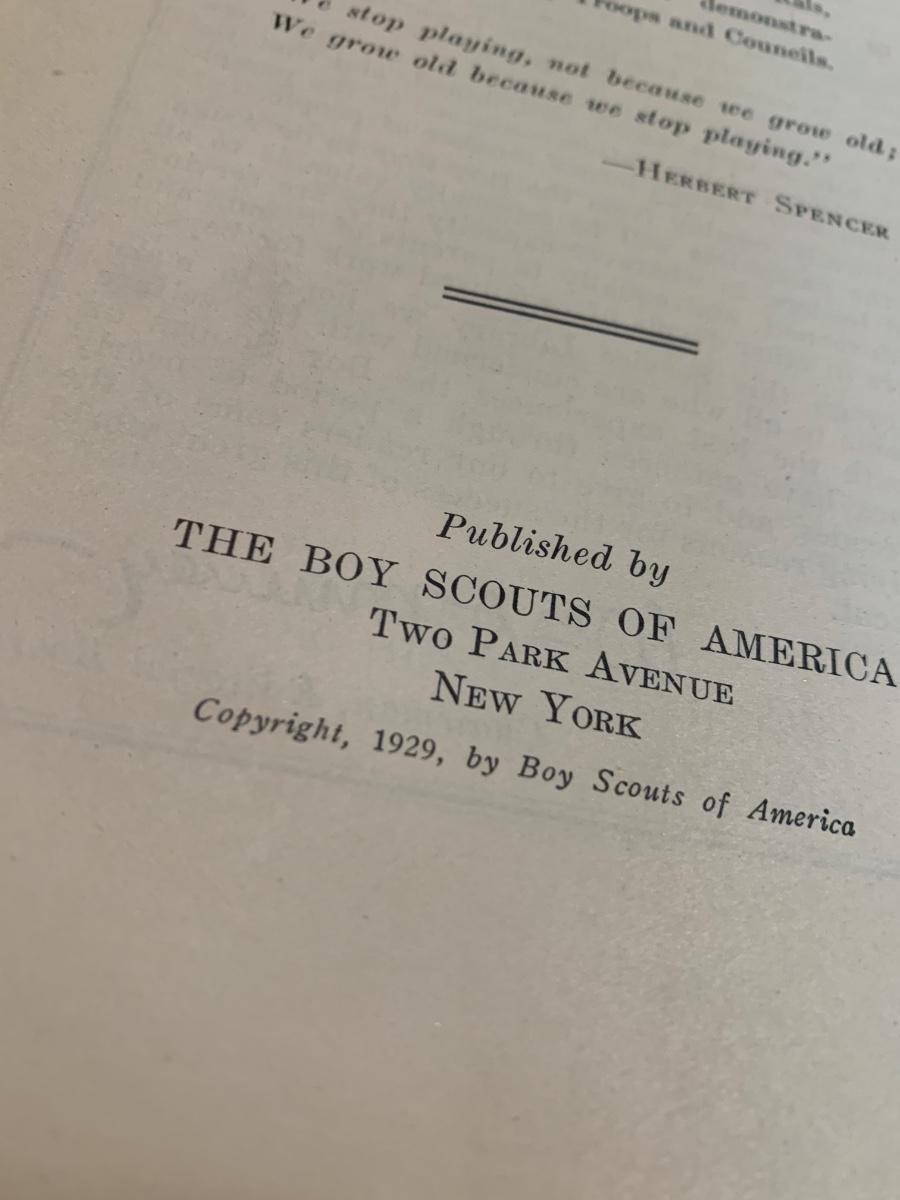 demonstra-
Troops and Councils.
We stop playing, not because we grow old;
We grow old because we stop playing."
—HERBERT SPENCER
Published by
THE BOY SCOUTS OF AMERICA
TWO PARK AVENUE
NEW YORK
Copyright, 1929, by Boy Scouts of America